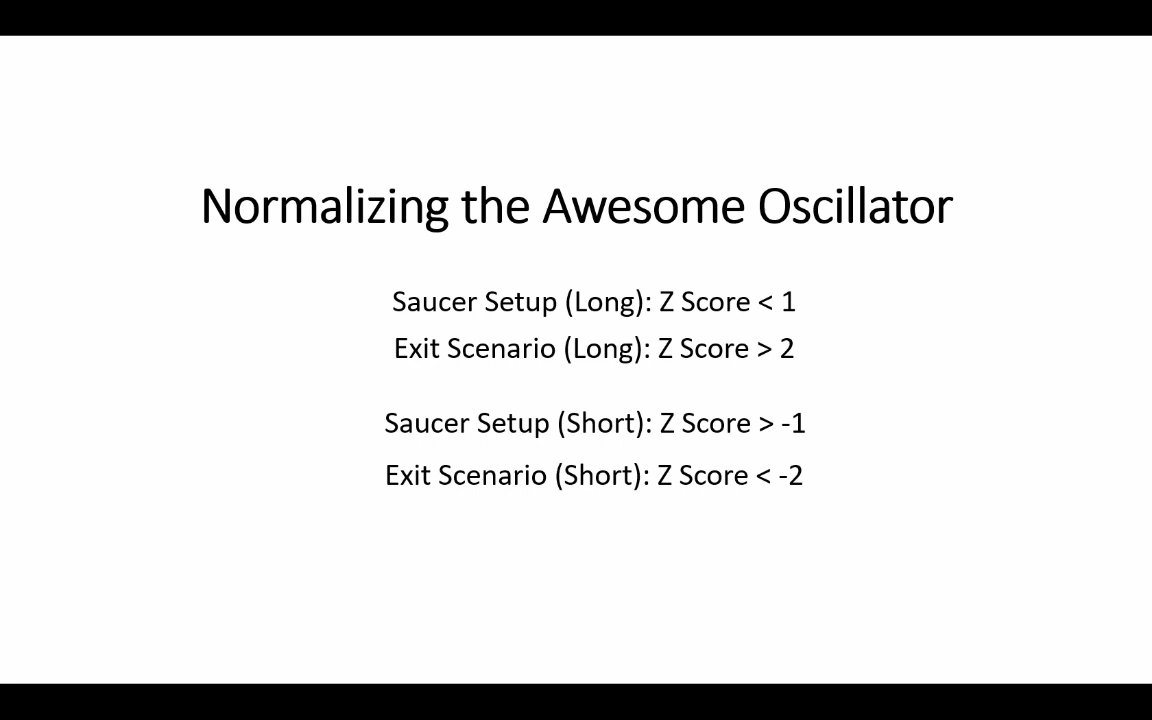 Normalizing the Awesome Oscillator
Saucer Setup (Long): Z Score < 1
Exit Scenario (Long): Z Score > 2
Saucer Setup (Short): Z Score > -1
Exit Scenario (Short): Z Score < -2